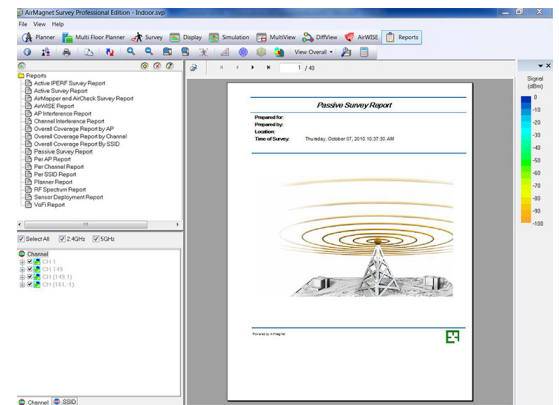 AirMagnet Survey Professional Edition - Indoor.svp
File View Help
Planner Multi Floor Planner Survey Display Simulation MultiView DiffView AirWISE Reports
View Overall
1 / 40
Reports
Active IPERF Survey Report
Active Survey Report
AirMapper and AirCheck Survey Report
AirWISE Report
AP Interference Report
Channel Interference Report
Overall Coverage Report by AP
Overall Coverage Report by Channel
Overall Coverage Report By SSID
Passive Survey Report
Per AP Report
Per Channel Report
Per SSID Report
Planner Report
RF Spectrum Report
Sensor Deployment Report
VoFi Report
Select All 2.4GHz 5GHz
Channel
CH 1
CH 149
CH (149,1)
CH (161,-1)
Channel SSID
Passive Survey Report
Prepared for:
Prepared by:
Location:
Time of Survey: Thursday, October 07, 2010 10:37:30 AM
Powered by AirMagnet
Signal
(dBm)
0
-10
-20
-30
-40
-50
-60
-70
-80
-90
-100